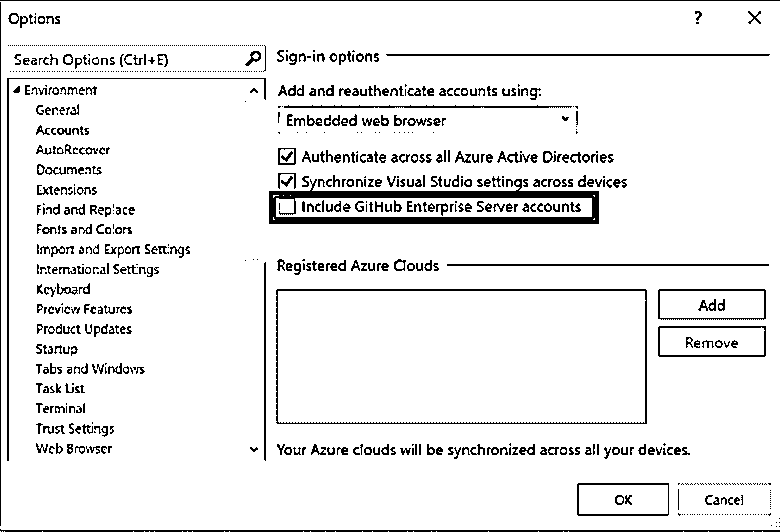 Options
?
Search Options (Ctrl+E)
Environment
General
Accounts
AutoRecover
Documents
Extensions
Find and Replace
Fonts and Colors
Import and Export Settings
International Settings
Keyboard
Preview Features
Product Updates
Startup
Tabs and Windows
Task List
Terminal
Trust Settings
Web Browser
Sign-in options
Add and reauthenticate accounts using:
Embedded web browser
Authenticate across all Azure Active Directories
Synchronize Visual Studio settings across devices
Include GitHub Enterprise Server accounts
Registered Azure Clouds
Add
Remove
Your Azure clouds will be synchronized across all your devices.
OK
Cancel